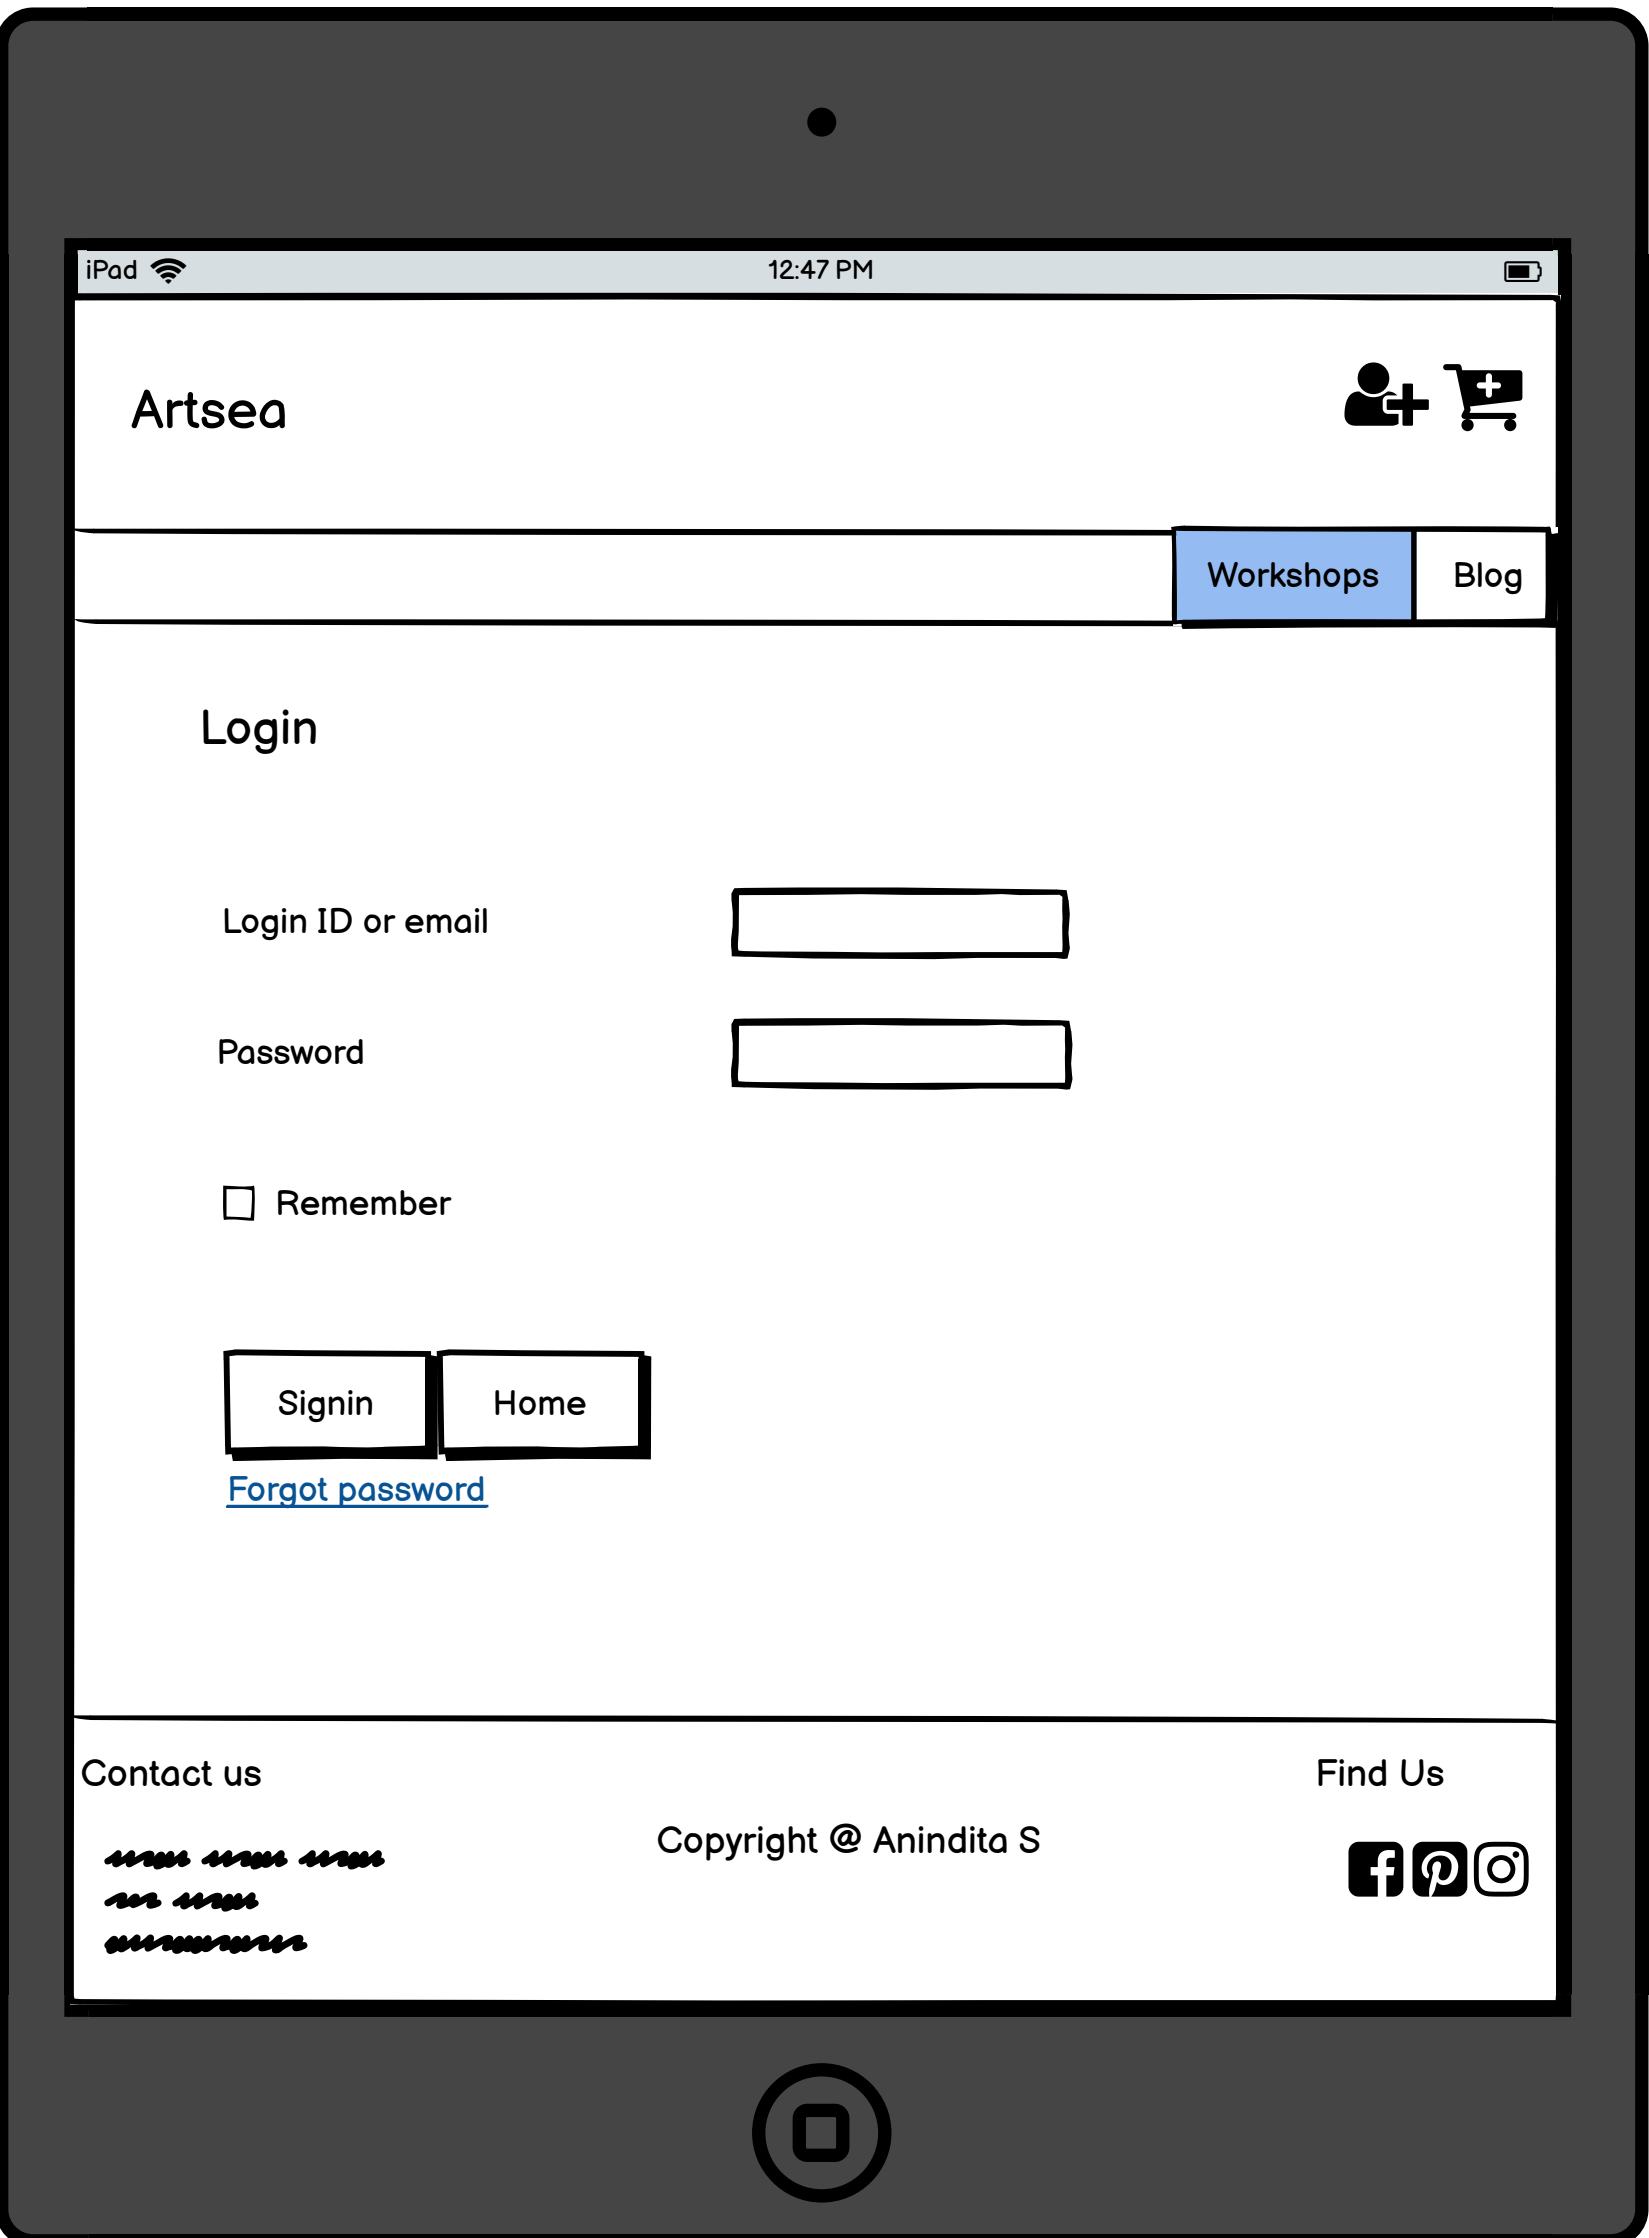 iPad 12:47 PM
Artsea
Workshops Blog
Login
Login ID or email
Password
Remember
Signin Home
Forgot password
Contact us Find Us
Copyright @ Anindita S